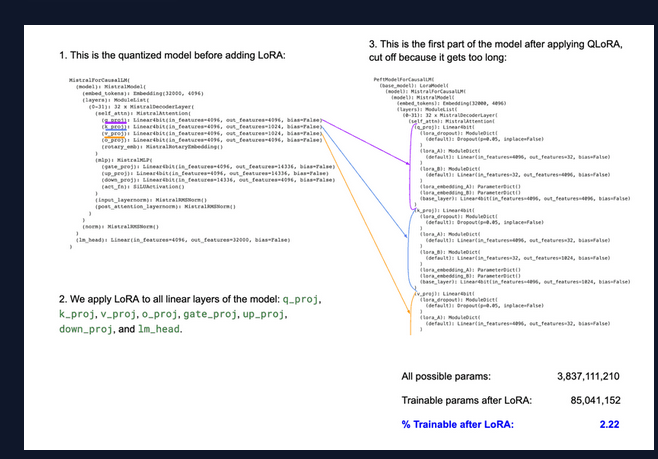 1. This is the quantized model before adding LoRA:
MistralForCausalLM(
(model): MistralModel(
(embed_tokens): Embedding(32000, 4096)
(layers): ModuleList(
(0-31): 32 x MistralDecoderLayer(
(self_attn): MistralAttention(
(q_proj): Linear4bit(in_features=4096, out_features=4096, bias=False)
(k_proj): Linear4bit(in_features=4096, out_features=1024, bias=False)
(v_proj): Linear4bit(in_features=4096, out_features=1024, bias=False)
(o_proj): Linear4bit(in_features=4096, out_features=4096, bias=False)
(rotary_emb): MistralRotaryEmbedding()
)
(mlp): MistralMLP(
(gate_proj): Linear4bit(in_features=4096, out_features=14336, bias=False)
(up_proj): Linear4bit(in_features=4096, out_features=14336, bias=False)
(down_proj): Linear4bit(in_features=14336, out_features=4096, bias=False)
(act_fn): SiLUActivation()
)
(input_layernorm): MistralRMSNorm()
(post_attention_layernorm): MistralRMSNorm()
)
)
(norm): MistralRMSNorm()
)
(lm_head): Linear(in_features=4096, out_features=32000, bias=False)
)
2. We apply LoRA to all linear layers of the model: q_proj,
k_proj, v_proj, o_proj, gate_proj, up_proj,
down_proj, and lm_head.
3. This is the first part of the model after applying QLoRA,
cut off because it gets too long:
PeftModelForCausalLM(
(base_model): LoraModel(
(model): MistralForCausalLM(
(model): MistralModel(
(embed_tokens): Embedding(32000, 4096)
(layers): ModuleList(
(0-31): 32 x MistralDecoderLayer(
(self_attn): MistralAttention(
(q_proj): Linear4bit(
(lora_dropout): ModuleDict(
(default): Dropout(p=0.05, inplace=False)
)
(lora_A): ModuleDict(
(default): Linear(in_features=4096, out_features=32, bias=False)
)
(lora_B): ModuleDict(
(default): Linear(in_features=32, out_features=4096, bias=False)
)
(lora_embedding_A): ParameterDict()
(lora_embedding_B): ParameterDict()
(base_layer): Linear4bit(in_features=4096, out_features=4096, bias=False)
)
(k_proj): Linear4bit(
(lora_dropout): ModuleDict(
(default): Dropout(p=0.05, inplace=False)
)
(lora_A): ModuleDict(
(default): Linear(in_features=4096, out_features=32, bias=False)
)
(lora_B): ModuleDict(
(default): Linear(in_features=32, out_features=1024, bias=False)
)
(lora_embedding_A): ParameterDict()
(lora_embedding_B): ParameterDict()
(base_layer): Linear4bit(in_features=4096, out_features=1024, bias=False)
)
(v_proj): Linear4bit(
(lora_dropout): ModuleDict(
(default): Dropout(p=0.05, inplace=False)
)
(lora_A): ModuleDict(
(default): Linear(in_features=4096, out_features=32, bias=False)
)
All possible params: 3,837,111,210
Trainable params after LoRA: 85,041,152
% Trainable after LoRA: 2.22